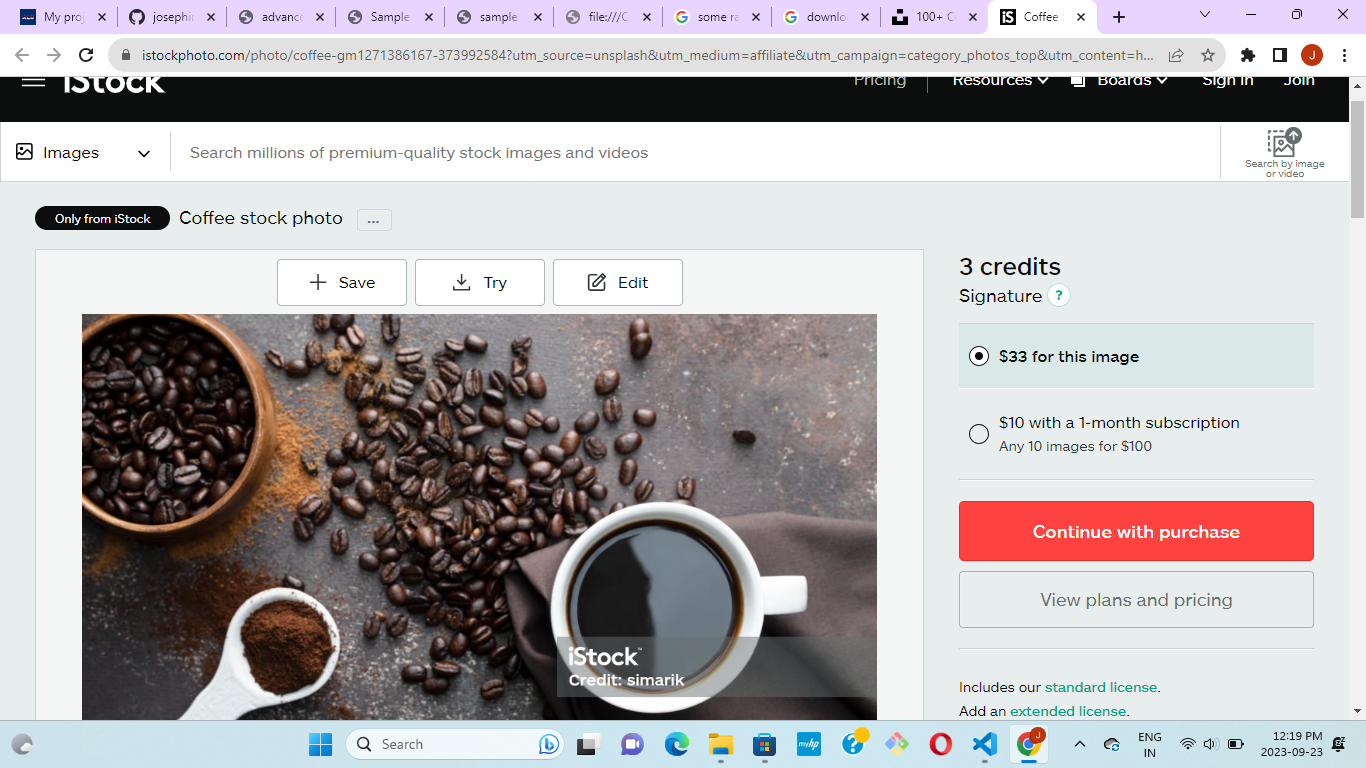 My proj
josephin
advance
Sample
sample
file:///C
some ra
downlo
100+ C
Coffee
istockphoto.com/photo/coffee-gm1271386167-373992584?utm_source=unsplash&utm_medium=affiliate&utm_campaign=category_photos_top&utm_content=h...
J
iStock
Pricing
Resources
Boards
Sign In
Join
Images
Search millions of premium-quality stock images and videos
Search by image
or video
Only from iStock
Coffee stock photo
...
Save
Try
Edit
3 credits
Signature ?
$33 for this image
$10 with a 1-month subscription
Any 10 images for $100
Continue with purchase
View plans and pricing
iStock™
Credit: simarik
Includes our standard license.
Add an extended license.
Search
ENG
IN
12:19 PM
2023-09-23